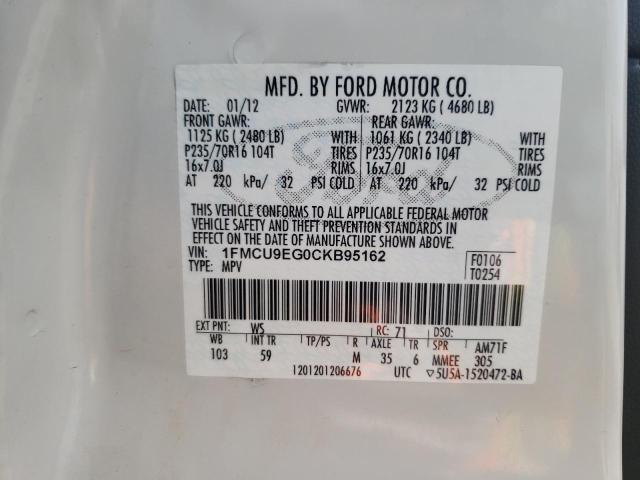 MFD. BY FORD MOTOR CO.
DATE: 01/12 GVWR: 2123 KG ( 4680 LB)
FRONT GAWR: REAR GAWR:
1125 KG ( 2480 LB) WITH 1061 KG ( 2340 LB) WITH
P235/70R16 104T TIRES P235/70R16 104T TIRES
16x7.0J RIMS 16x7.0J RIMS
AT 220 kPa/ 32 PSI COLD AT 220 kPa/ 32 PSI COLD
Ford
THIS VEHICLE CONFORMS TO ALL APPLICABLE FEDERAL MOTOR
VEHICLE SAFETY AND THEFT PREVENTION STANDARDS IN
EFFECT ON THE DATE OF MANUFACTURE SHOWN ABOVE.
VIN: 1FMCU9EG0CKB95162 F0106
TYPE: MPV T0254
EXT PNT: WS RC: 71 DSO:
WB INT TR TP/PS R AXLE TR SPR AM71F
103 59 M 35 6 MMEE 305
1201201206676 UTC ▽5U5A-1520472-BA